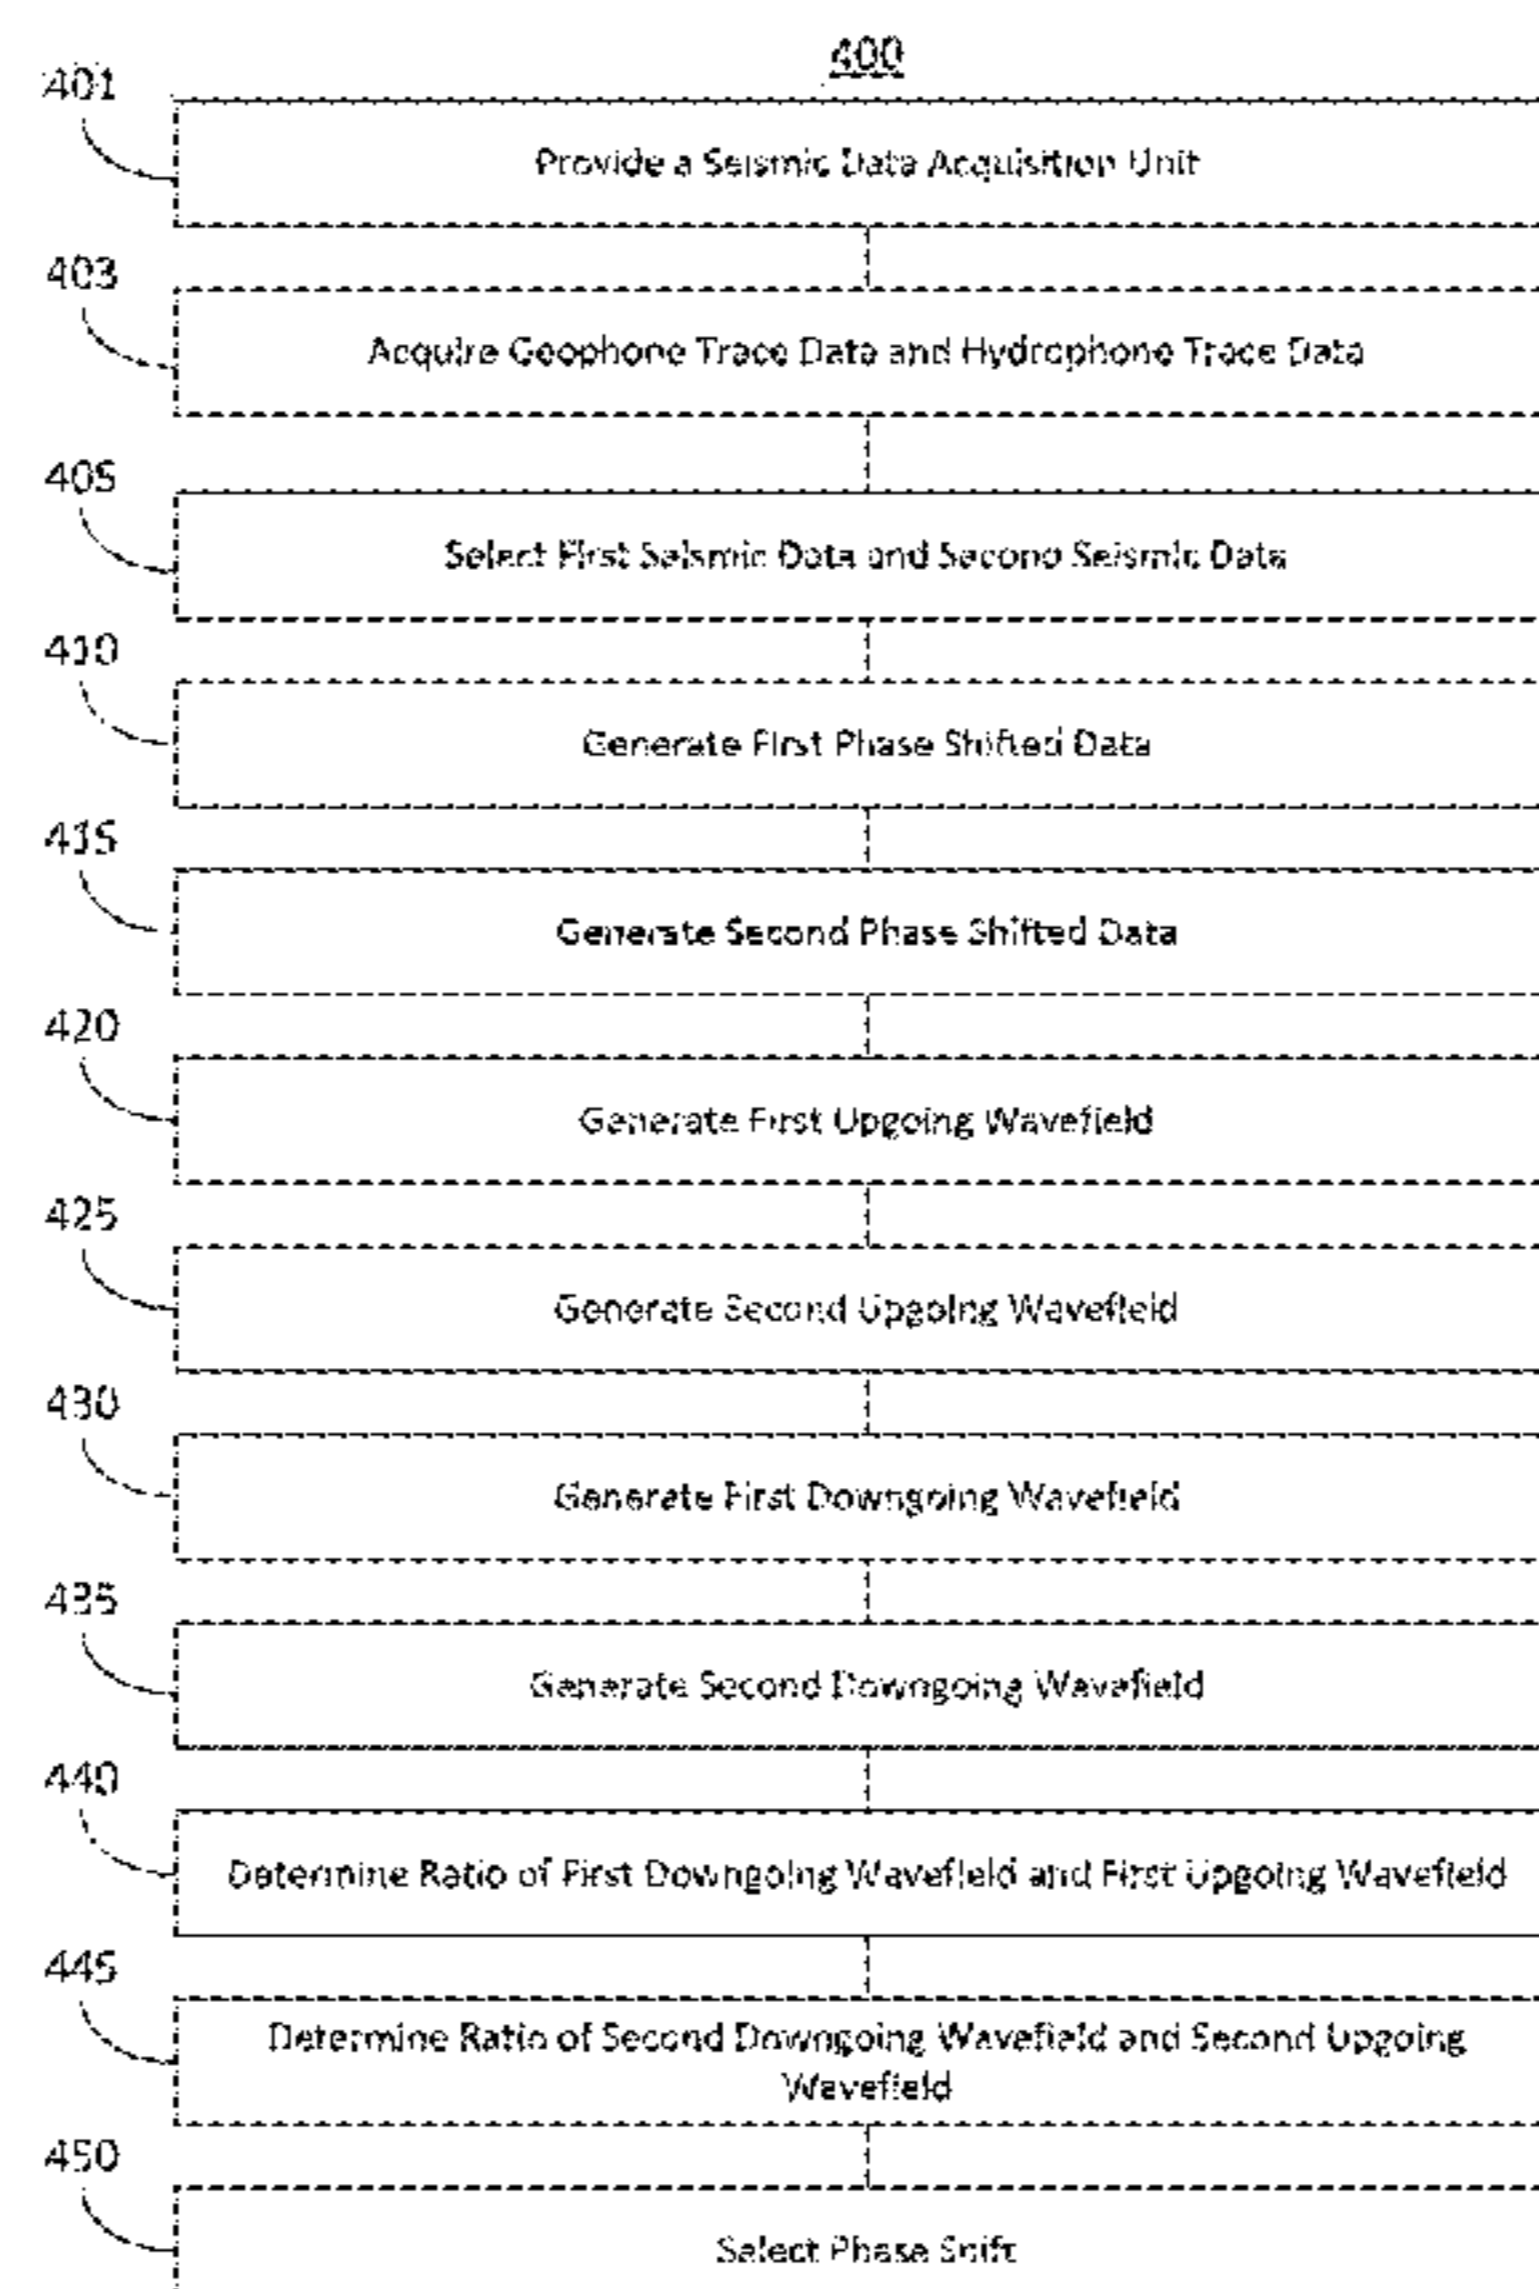 400
401
Provide a Seismic Data Acquisition Unit
403
Acquire Geophone Trace Data and Hydrophone Trace Data
405
Select First Seismic Data and Second Seismic Data
410
Generate First Phase Shifted Data
415
Generate Second Phase Shifted Data
420
Generate First Upgoing Wavefield
425
Generate Second Upgoing Wavefield
430
Generate First Downgoing Wavefield
435
Generate Second Downgoing Wavefield
440
Determine Ratio of First Downgoing Wavefield and First Upgoing Wavefield
445
Determine Ratio of Second Downgoing Wavefield and Second Upgoing
Wavefield
450
Select Phase Shift